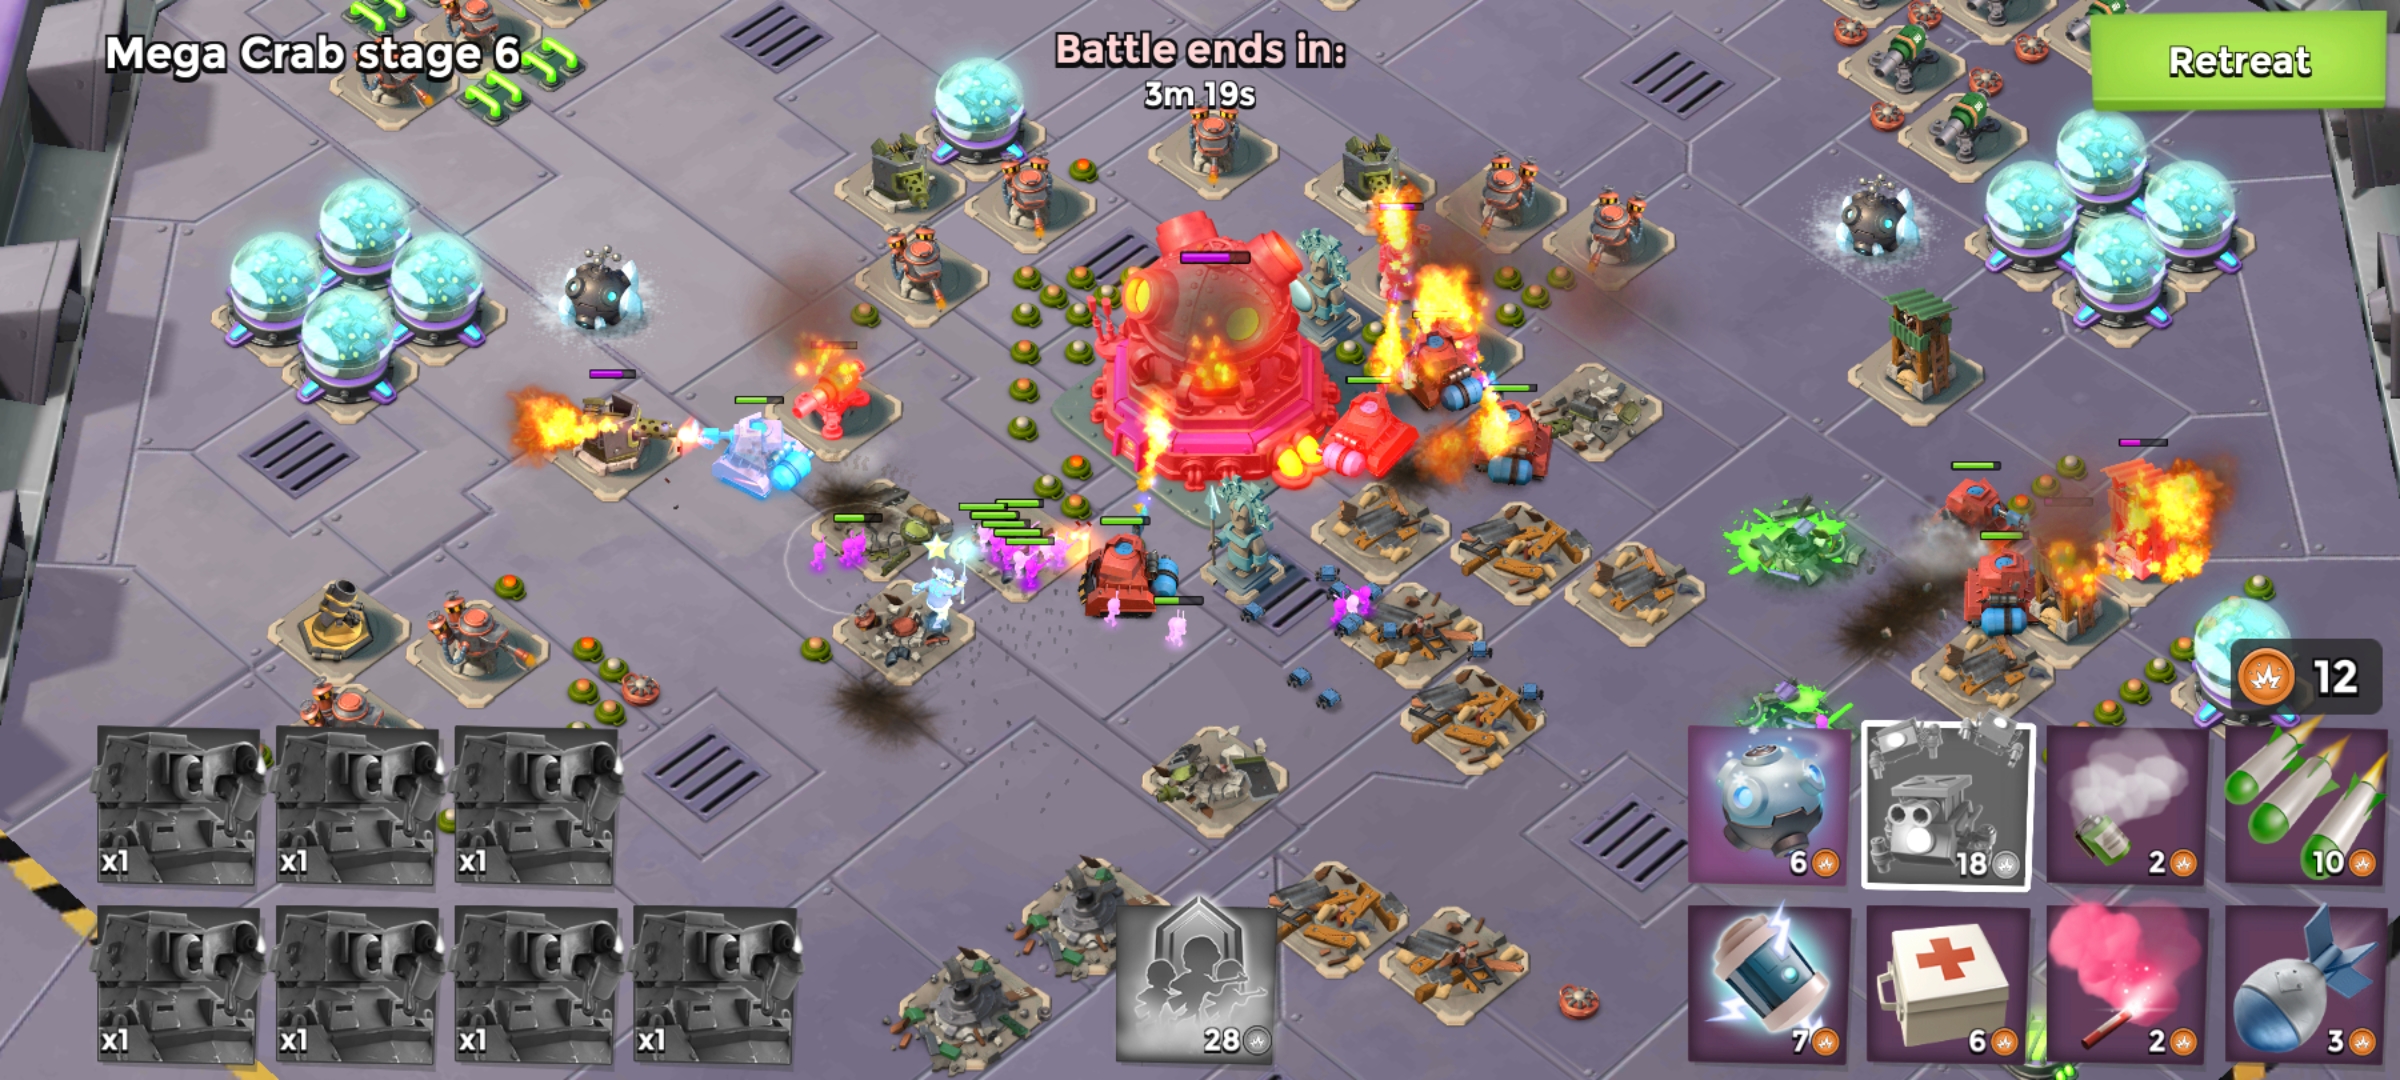 Mega Crab stage 6
Battle ends in:
3m 19s
Retreat
12
x1
x1
x1
6
18
2
10
x1
x1
x1
x1
28
7
6
2
3